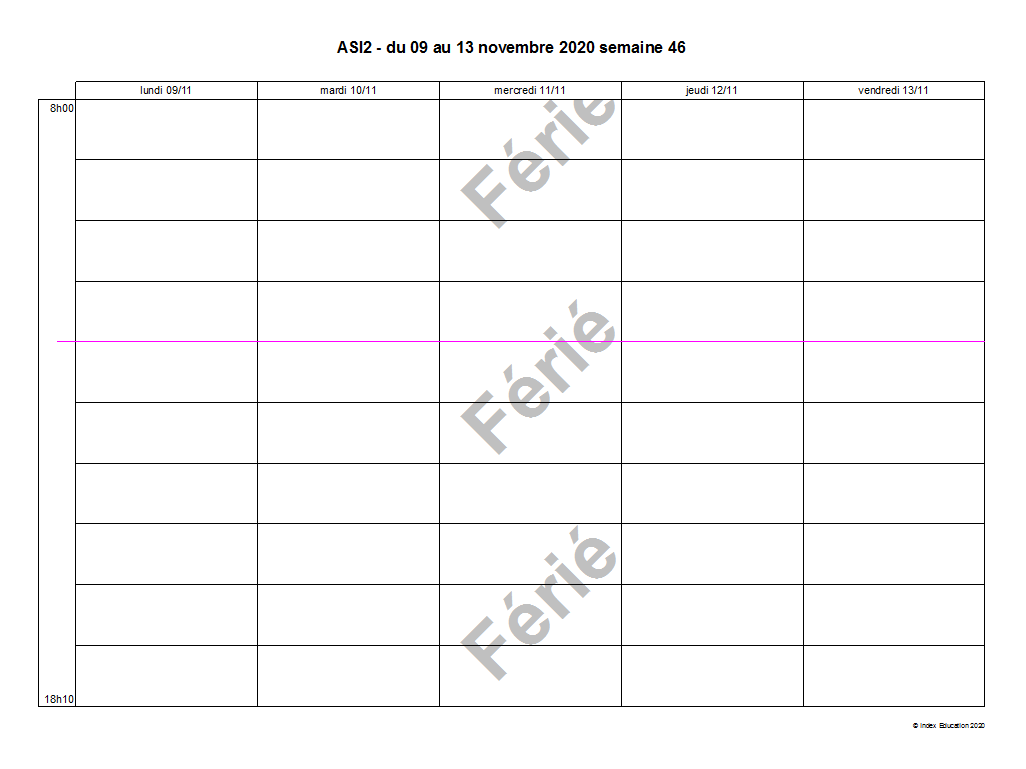 ASI2 - du 09 au 13 novembre 2020 semaine 46
lundi 09/11 mardi 10/11 mercredi 11/11 jeudi 12/11 vendredi 13/11
8h00
Férié
Férié
Férié
18h10
© Index Education 2020